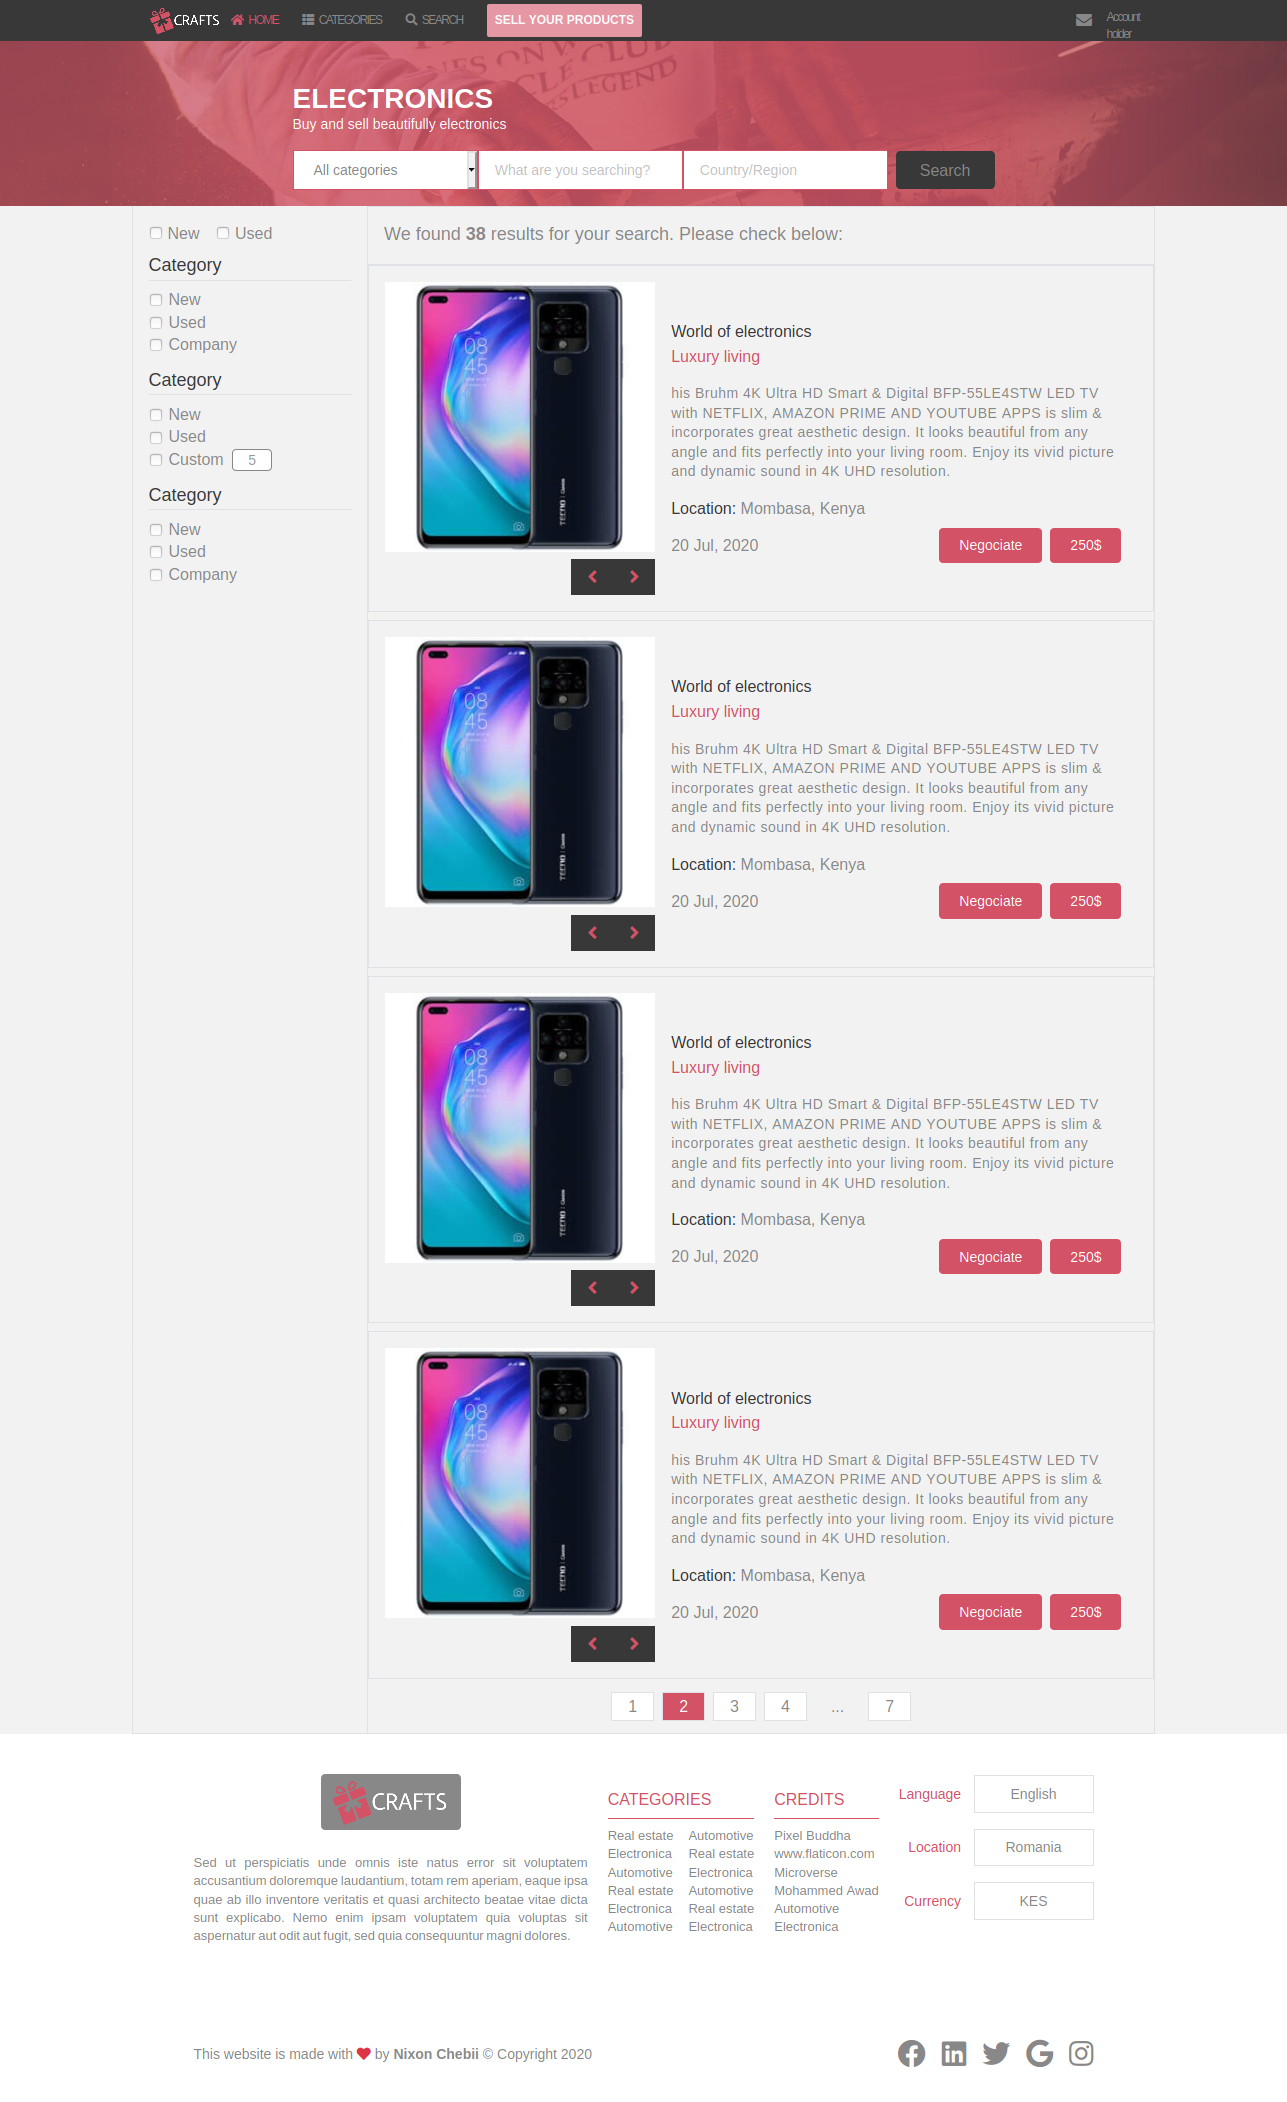 CRAFTS HOME CATEGORIES SEARCH SELL YOUR PRODUCTS Account
holder
ELECTRONICS
Buy and sell beautifully electronics
All categories What are you searching? Country/Region Search
New Used
Category
New
Used
Company
Category
New
Used
Custom 5
Category
New
Used
Company
We found 38 results for your search. Please check below:
World of electronics
Luxury living
his Bruhm 4K Ultra HD Smart & Digital BFP-55LE4STW LED TV
with NETFLIX, AMAZON PRIME AND YOUTUBE APPS is slim &
incorporates great aesthetic design. It looks beautiful from any
angle and fits perfectly into your living room. Enjoy its vivid picture
and dynamic sound in 4K UHD resolution.
Location: Mombasa, Kenya
20 Jul, 2020 Negociate 250$
World of electronics
Luxury living
his Bruhm 4K Ultra HD Smart & Digital BFP-55LE4STW LED TV
with NETFLIX, AMAZON PRIME AND YOUTUBE APPS is slim &
incorporates great aesthetic design. It looks beautiful from any
angle and fits perfectly into your living room. Enjoy its vivid picture
and dynamic sound in 4K UHD resolution.
Location: Mombasa, Kenya
20 Jul, 2020 Negociate 250$
World of electronics
Luxury living
his Bruhm 4K Ultra HD Smart & Digital BFP-55LE4STW LED TV
with NETFLIX, AMAZON PRIME AND YOUTUBE APPS is slim &
incorporates great aesthetic design. It looks beautiful from any
angle and fits perfectly into your living room. Enjoy its vivid picture
and dynamic sound in 4K UHD resolution.
Location: Mombasa, Kenya
20 Jul, 2020 Negociate 250$
World of electronics
Luxury living
his Bruhm 4K Ultra HD Smart & Digital BFP-55LE4STW LED TV
with NETFLIX, AMAZON PRIME AND YOUTUBE APPS is slim &
incorporates great aesthetic design. It looks beautiful from any
angle and fits perfectly into your living room. Enjoy its vivid picture
and dynamic sound in 4K UHD resolution.
Location: Mombasa, Kenya
20 Jul, 2020 Negociate 250$
1 2 3 4 ... 7
CRAFTS
Sed ut perspiciatis unde omnis iste natus error sit voluptatem
accusantium doloremque laudantium, totam rem aperiam, eaque ipsa
quae ab illo inventore veritatis et quasi architecto beatae vitae dicta
sunt explicabo. Nemo enim ipsam voluptatem quia voluptas sit
aspernatur aut odit aut fugit, sed quia consequuntur magni dolores.
CATEGORIES
Real estate Automotive
Electronica Real estate
Automotive Electronica
Real estate Automotive
Electronica Real estate
Automotive Electronica
CREDITS
Pixel Buddha
www.flaticon.com
Microverse
Mohammed Awad
Automotive
Electronica
Language English
Location Romania
Currency KES
This website is made with by Nixon Chebii © Copyright 2020